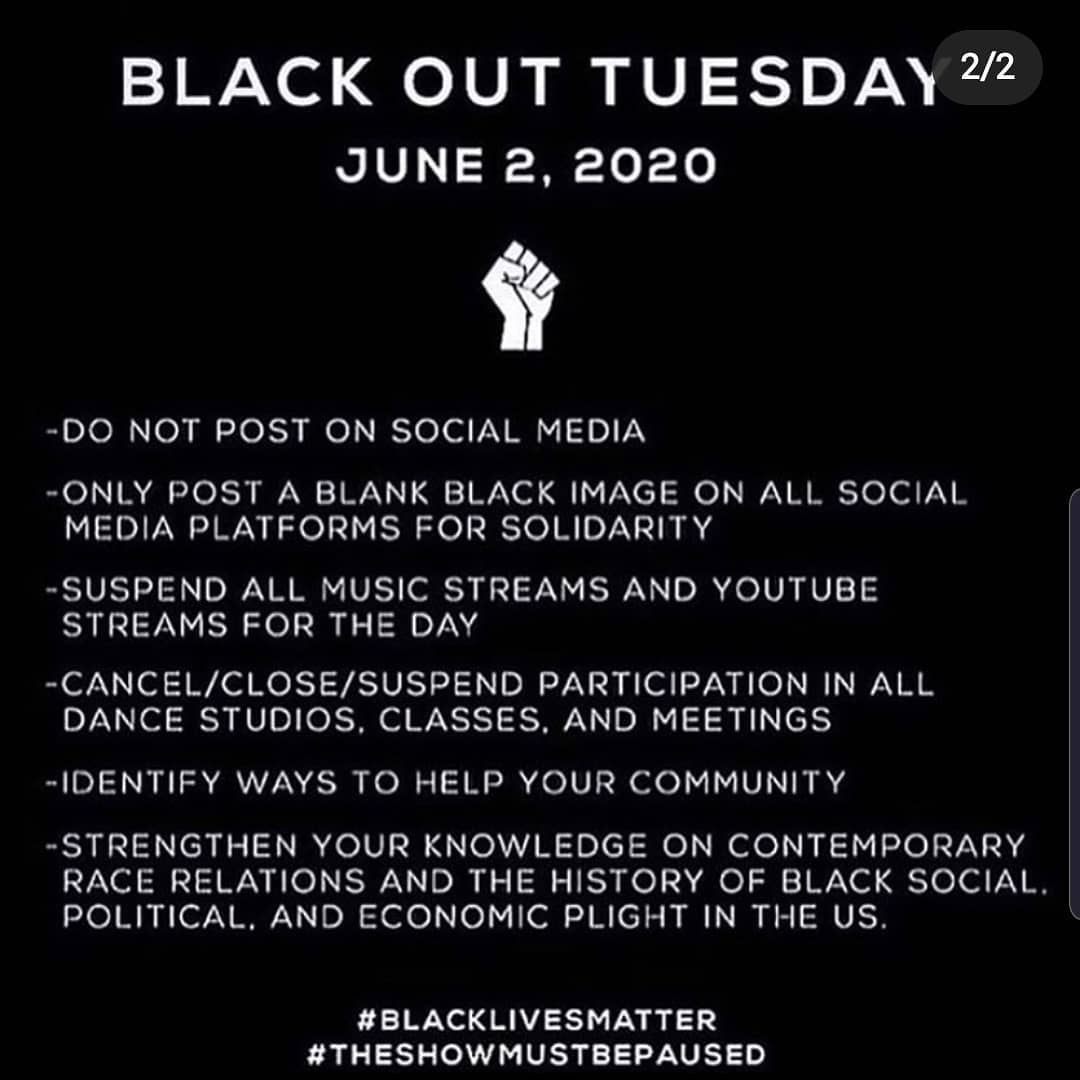 BLACK OUT TUESDAY
2/2
JUNE 2, 2020
-DO NOT POST ON SOCIAL MEDIA
-ONLY POST A BLANK BLACK IMAGE ON ALL SOCIAL
MEDIA PLATFORMS FOR SOLIDARITY
-SUSPEND ALL MUSIC STREAMS AND YOUTUBE
STREAMS FOR THE DAY
-CANCEL/CLOSE/SUSPEND PARTICIPATION IN ALL
DANCE STUDIOS, CLASSES, AND MEETINGS
-IDENTIFY WAYS TO HELP YOUR COMMUNITY
-STRENGTHEN YOUR KNOWLEDGE ON CONTEMPORARY
RACE RELATIONS AND THE HISTORY OF BLACK SOCIAL,
POLITICAL, AND ECONOMIC PLIGHT IN THE US.
#BLACKLIVESMATTER
#THESHOWMUSTBEPAUSED